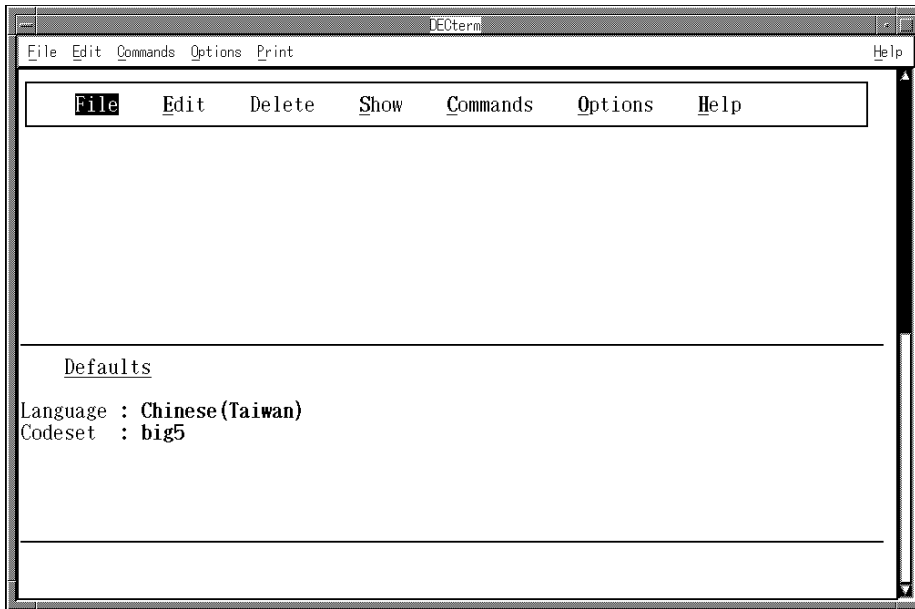 DECterm
File Edit Commands Options Print Help
File Edit Delete Show Commands Options Help
Defaults
Language : Chinese(Taiwan)
Codeset : big5